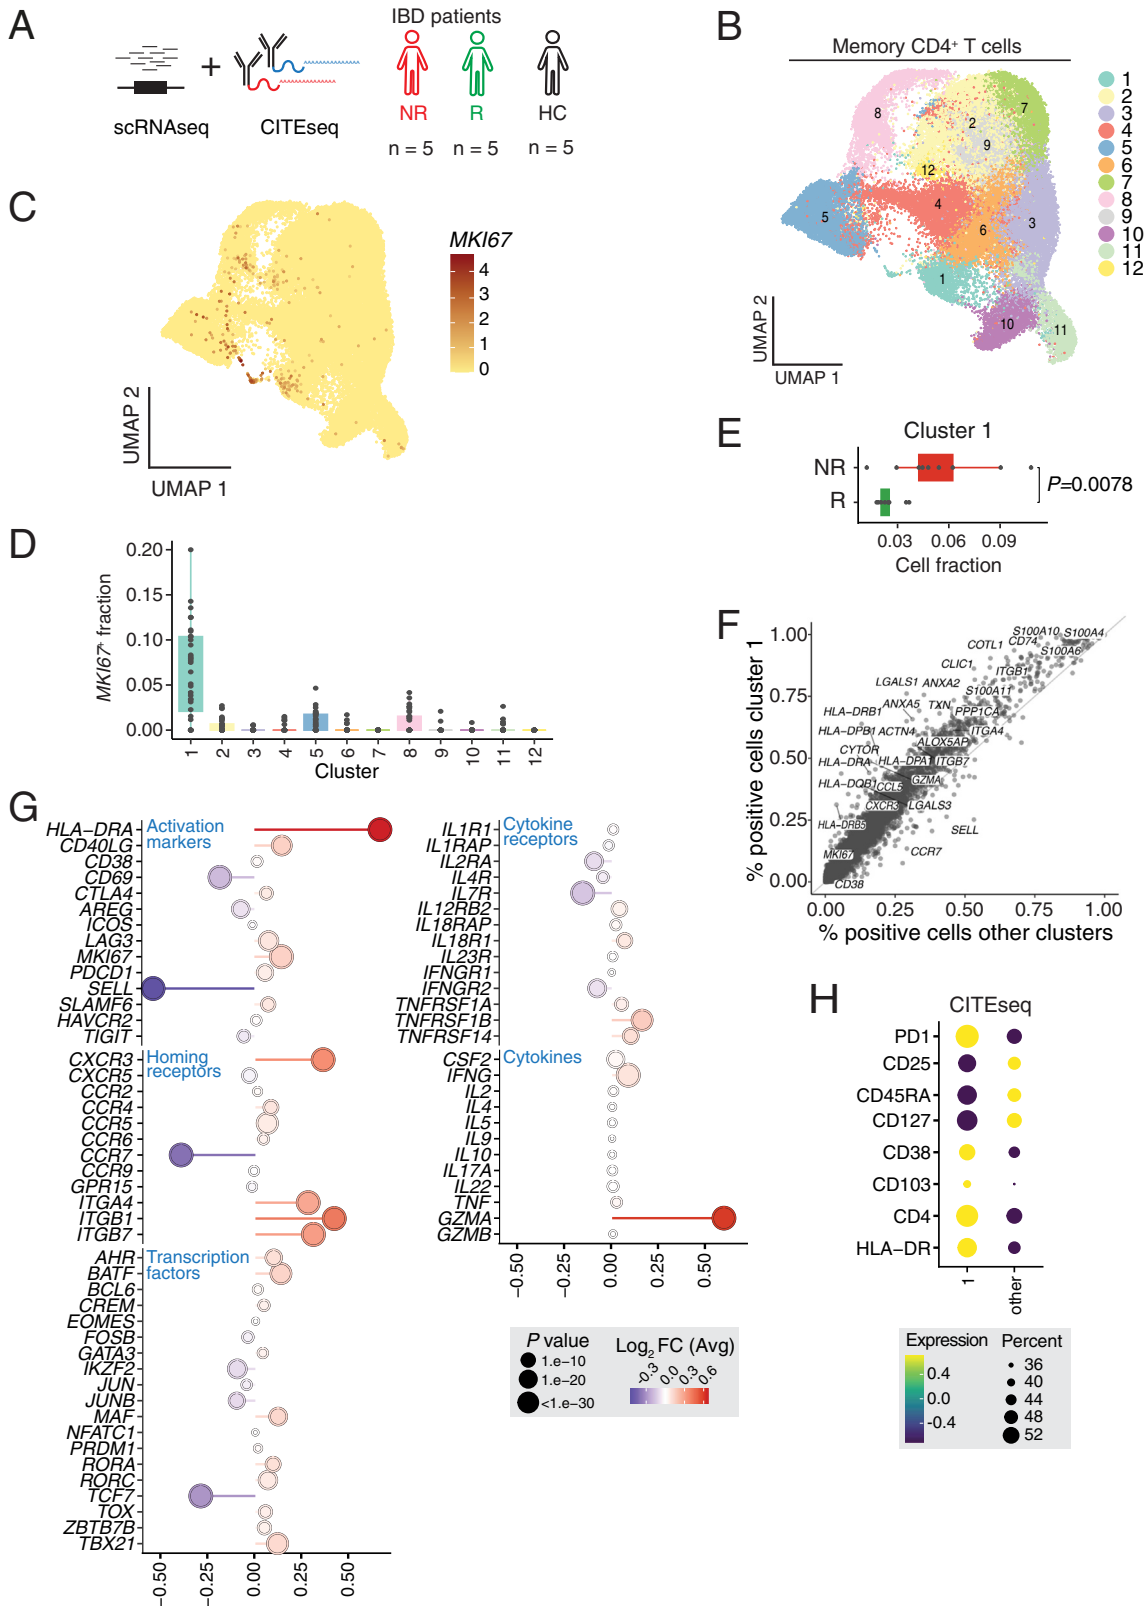 A
IBD patients
scRNAseq
+
CITEseq
NR
R
HC
n = 5
n = 5
n = 5
B
Memory CD4+ T cells
8
7
2
9
12
5
4
3
6
1
10
11
1
2
3
4
5
6
7
8
9
10
11
12
UMAP 2
UMAP 1
C
MKI67
4
3
2
1
0
UMAP 2
UMAP 1
E
Cluster 1
NR
R
P=0.0078
0.03
0.06
0.09
Cell fraction
D
MKI67+ fraction
0.20
0.15
0.10
0.05
0.00
1
2
3
4
5
6
7
8
9
10
11
12
Cluster
F
% positive cells cluster 1
1.00
0.75
0.50
0.25
0.00
S100A10
S100A4
COTL1
CD74
S100A6
CLIC1
ITGB1
LGALS1
ANXA2
S100A11
ANXA5
TXN
PPP1CA
HLA-DRB1
HLA-DPB1
ACTN4
ITGA4
CYTOR
ALOX5AP
HLA-DRA
HLA-DPA1
ITGB7
HLA-DQB1
CCL5
GZMA
CXCR3
LGALS3
HLA-DRB5
SELL
MKI67
CCR7
CD38
0.00
0.25
0.50
0.75
1.00
% positive cells other clusters
G
Activation markers
HLA-DRA
CD40LG
CD38
CD69
CTLA4
AREG
ICOS
LAG3
MKI67
PDCD1
SELL
SLAMF6
HAVCR2
TIGIT
Homing receptors
CXCR3
CXCR5
CCR2
CCR4
CCR5
CCR6
CCR7
CCR9
GPR15
ITGA4
ITGB1
ITGB7
Transcription factors
AHR
BATF
BCL6
CREM
EOMES
FOSB
GATA3
IKZF2
JUN
JUNB
MAF
NFATC1
PRDM1
RORA
RORC
TCF7
TOX
ZBTB7B
TBX21
-0.50
-0.25
0.00
0.25
0.50
Cytokine receptors
IL1R1
IL1RAP
IL2RA
IL4R
IL7R
IL12RB2
IL18RAP
IL18R1
IL23R
IFNGR1
IFNGR2
TNFRSF1A
TNFRSF1B
TNFRSF14
Cytokines
CSF2
IFNG
IL2
IL4
IL5
IL9
IL10
IL17A
IL22
TNF
GZMA
GZMB
-0.50
-0.25
0.00
0.25
0.50
P value
1.e-10
1.e-20
<1.e-30
Log2 FC (Avg)
-0.3
0.0
0.3
0.6
H
CITEseq
PD1
CD25
CD45RA
CD127
CD38
CD103
CD4
HLA-DR
1
other
Expression
0.4
0.0
-0.4
Percent
36
40
44
48
52